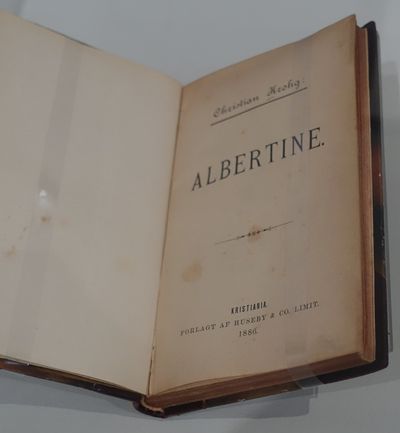 Christian Krohg:
ALBERTINE.
KRISTIANIA.
FORLAGT AF HUSEBY & CO. LIMIT.
1886.